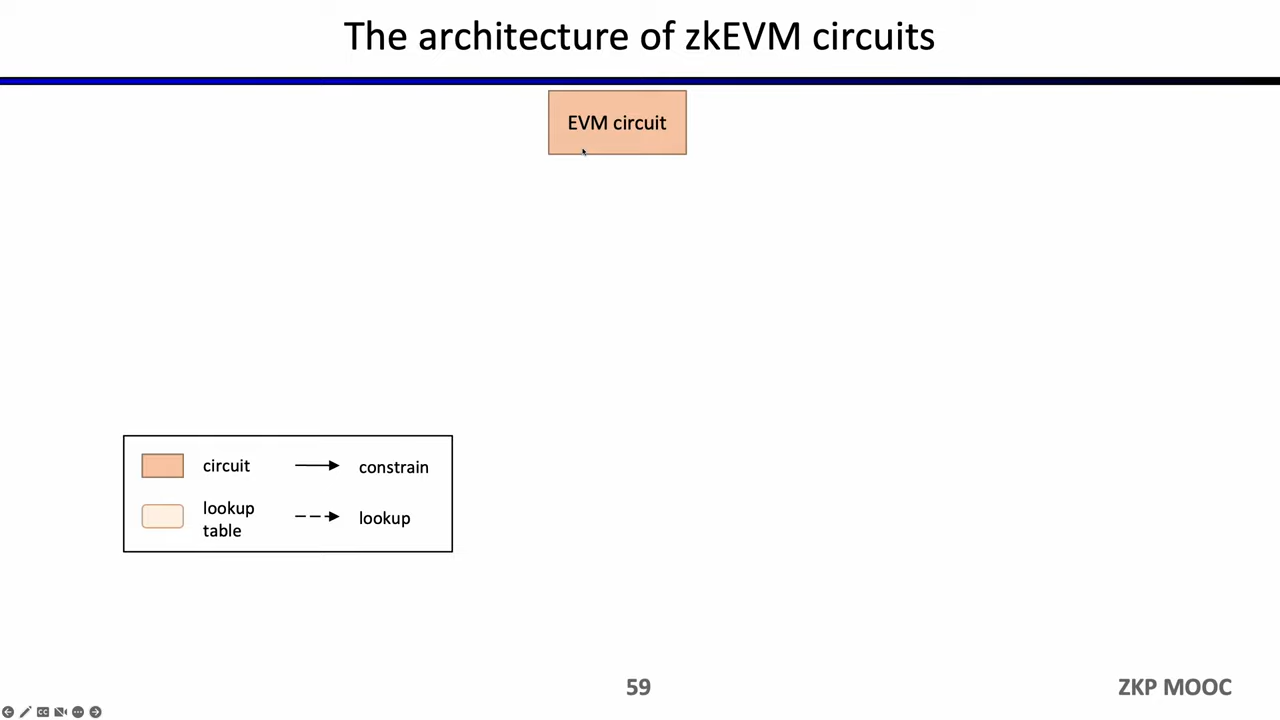 The architecture of zkEVM circuits
EVM circuit
circuit
constrain
lookup
table
lookup
59
ZKP MOOC